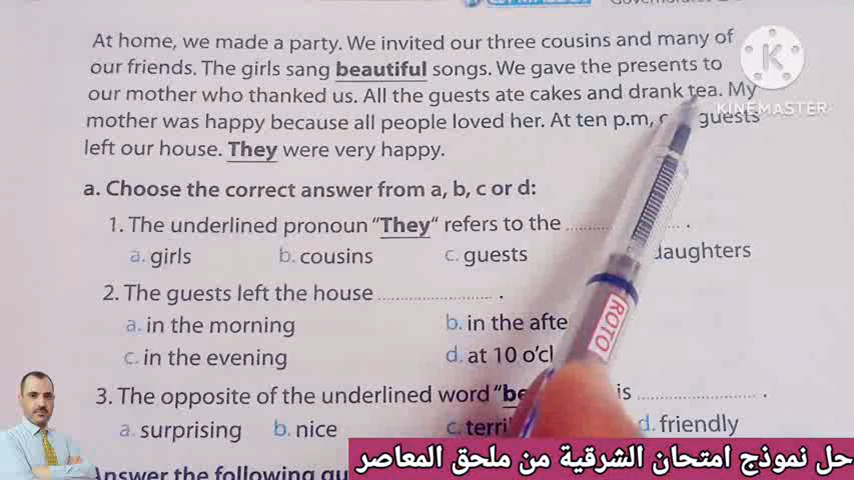 At home, we made a party. We invited our three cousins and many of
our friends. The girls sang beautiful songs. We gave the presents to
our mother who thanked us. All the guests ate cakes and drank tea. My
mother was happy because all people loved her. At ten p.m, guests
left our house. They were very happy.
KINEMASTER
a. Choose the correct answer from a, b, c or d:
1. The underlined pronoun "They" refers to the .................... .
a. girls b. cousins c. guests daughters
2. The guests left the house .................... .
a. in the morning b. in the
c. in the evening d. at 10
3. The opposite of the underlined word " is .................... .
a. surprising b. nice c. d. friendly
Answer the following
حل نموذج امتحان الشرقية من ملحق المعاصر